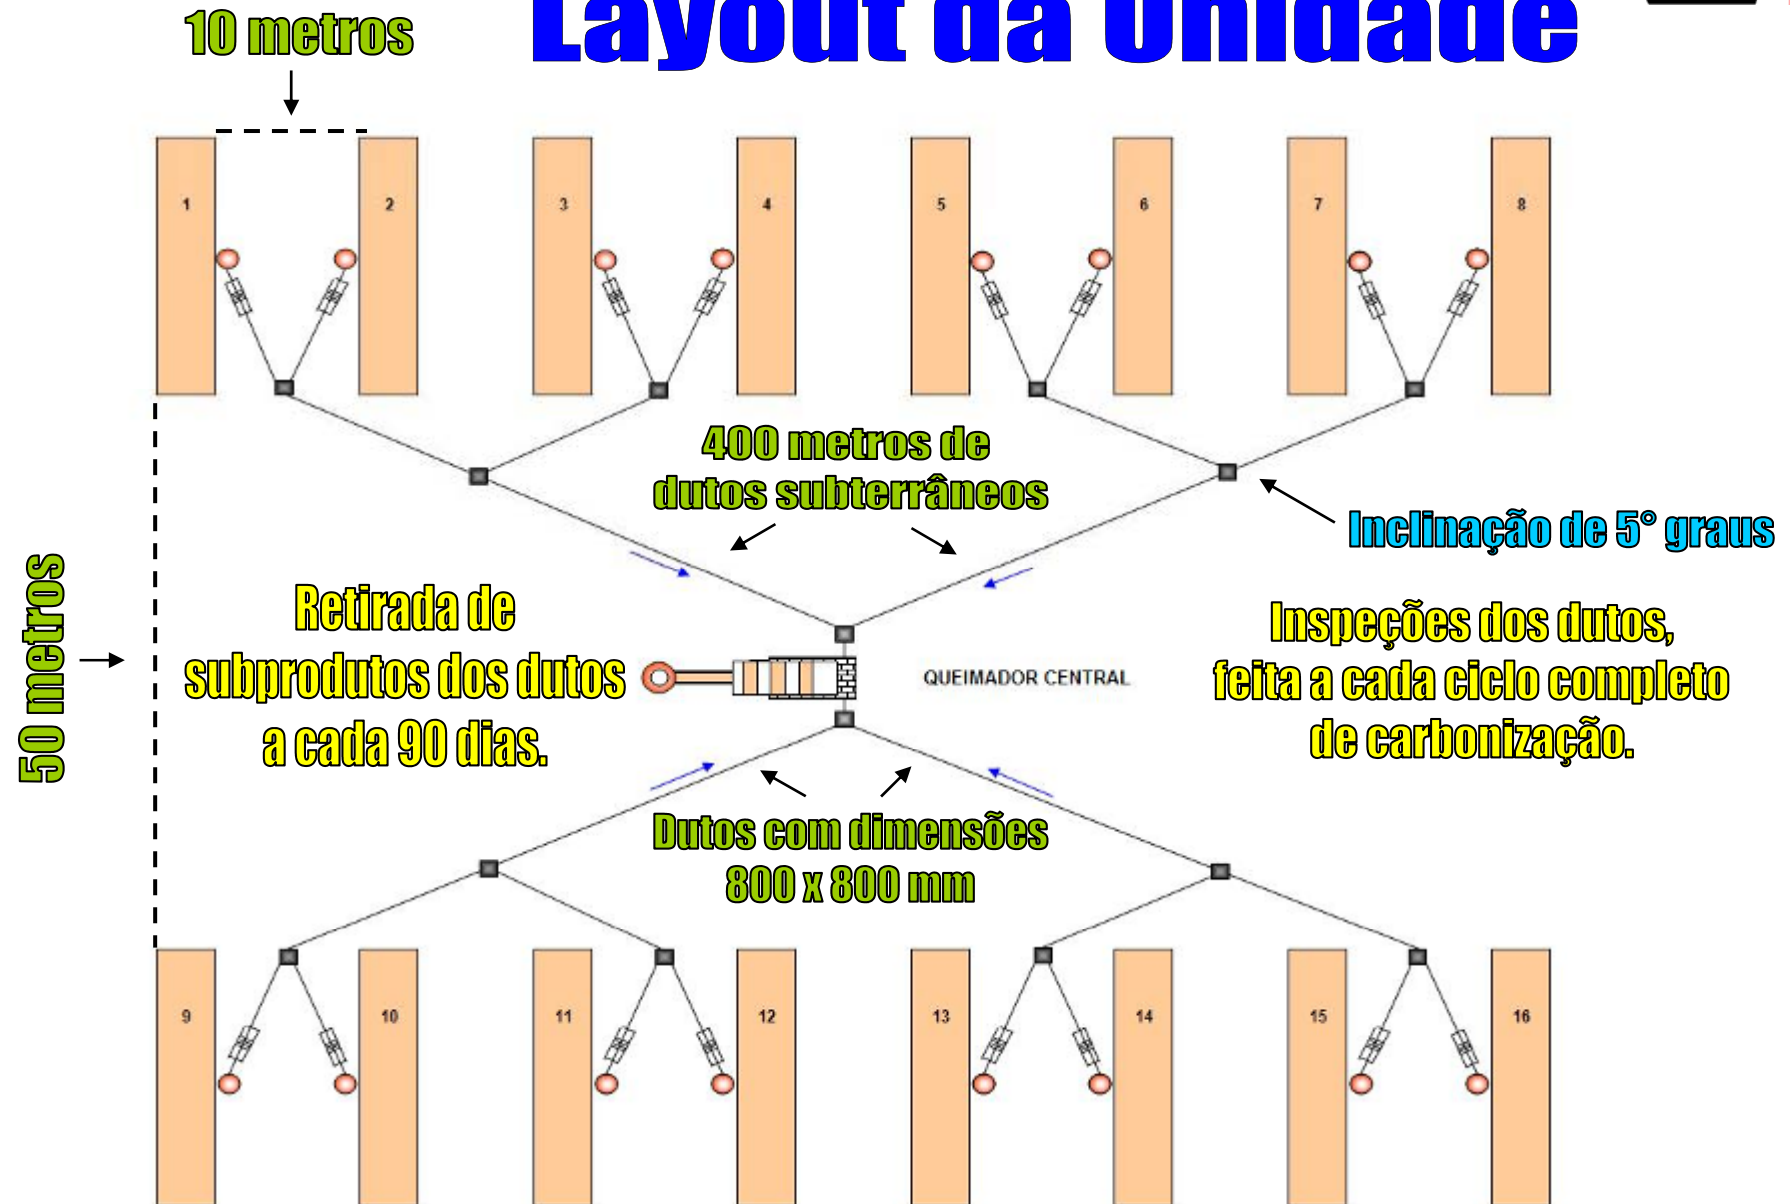 Layout da Unidade
10 metros
1
2
3
4
5
6
7
8
400 metros de
dutos subterrâneos
Inclinação de 5° graus
50 metros
Retirada de
subprodutos dos dutos
a cada 90 dias.
QUEIMADOR CENTRAL
Inspeções dos dutos,
feita a cada ciclo completo
de carbonização.
Dutos com dimensões
800 x 800 mm
9
10
11
12
13
14
15
16